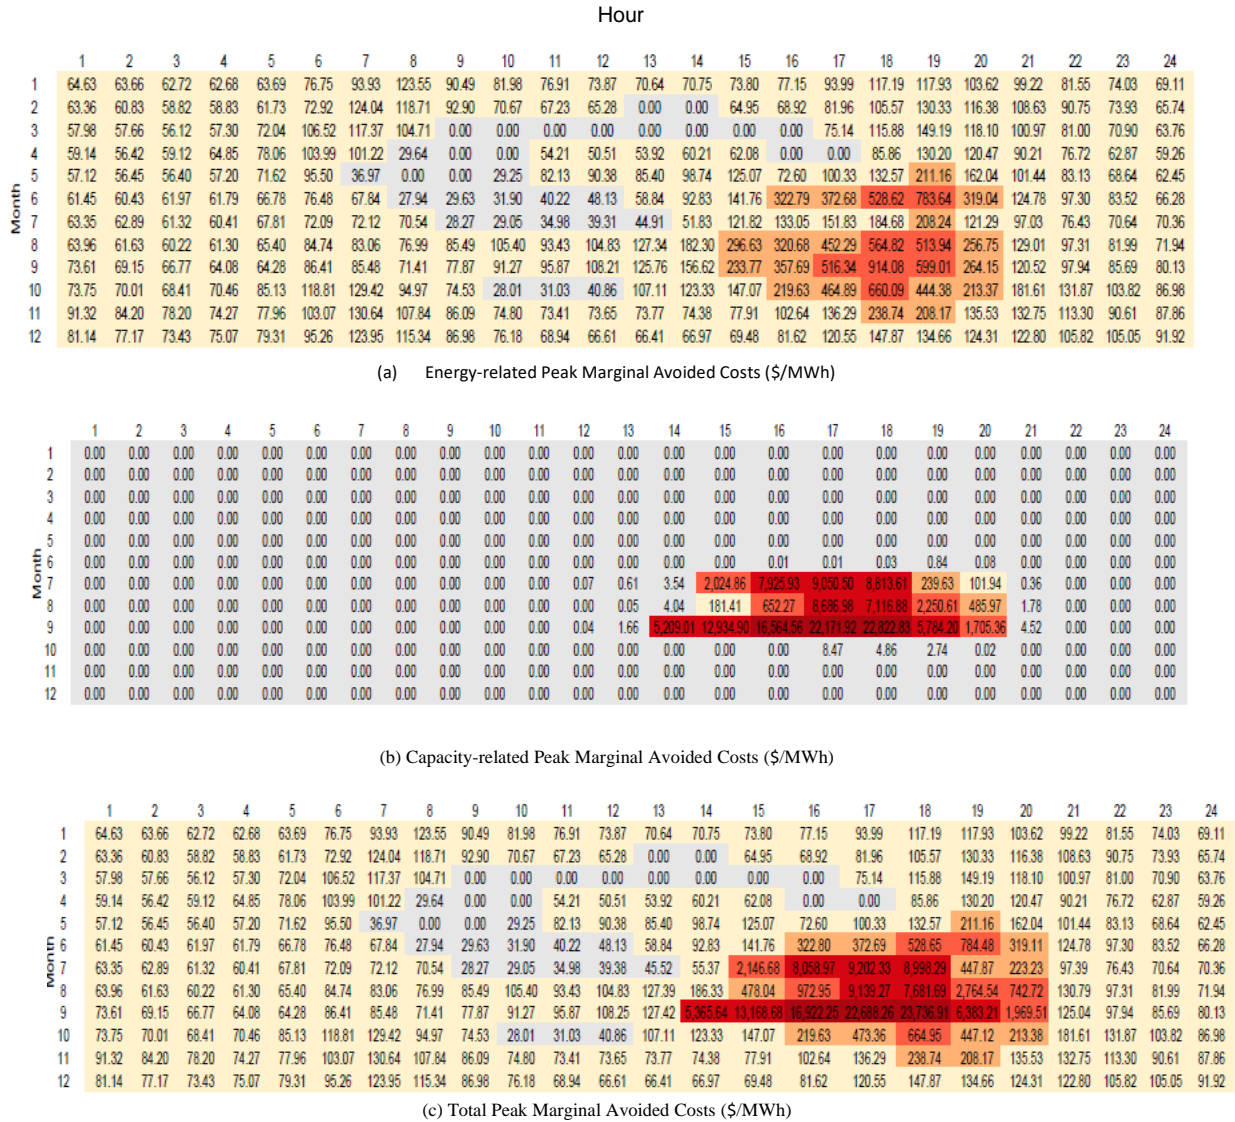 Hour
1 2 3 4 5 6 7 8 9 10 11 12 13 14 15 16 17 18 19 20 21 22 23 24
1 64.63 63.66 62.72 62.68 63.69 76.75 93.93 123.55 90.49 81.98 76.91 73.87 70.64 70.75 73.80 77.15 93.99 117.19 117.93 103.62 99.22 81.55 74.03 69.11
2 63.36 60.83 58.82 58.83 61.73 72.92 124.04 118.71 92.90 70.67 67.23 65.28 0.00 0.00 64.95 68.92 81.96 105.57 130.33 116.38 108.63 90.75 73.93 65.74
3 57.98 57.66 56.12 57.30 72.04 106.52 117.37 104.71 0.00 0.00 0.00 0.00 0.00 0.00 0.00 0.00 75.14 115.88 149.19 118.10 100.97 81.00 70.90 63.76
4 59.14 56.42 59.12 64.85 78.06 103.99 101.22 29.64 0.00 0.00 54.21 50.51 53.92 60.21 62.08 0.00 0.00 85.86 130.20 120.47 90.21 76.72 62.87 59.26
5 57.12 56.45 56.40 57.20 71.62 95.50 36.97 0.00 0.00 29.25 82.13 90.38 85.40 98.74 125.07 72.60 100.33 132.57 211.16 162.04 101.44 83.13 68.64 62.45
Month
6 61.45 60.43 61.97 61.79 66.78 76.48 67.84 27.94 29.63 31.90 40.22 48.13 58.84 92.83 141.76 322.79 372.68 528.62 783.64 319.04 124.78 97.30 83.52 66.28
7 63.35 62.89 61.32 60.41 67.81 72.09 72.12 70.54 28.27 29.05 34.98 39.31 44.91 51.83 121.82 133.05 151.83 184.68 208.24 121.29 97.03 76.43 70.64 70.36
8 63.96 61.63 60.22 61.30 65.40 84.74 83.06 76.99 85.49 105.40 93.43 104.83 127.34 182.30 296.63 320.68 452.29 564.82 513.94 256.75 129.01 97.31 81.99 71.94
9 73.61 69.15 66.77 64.08 64.28 86.41 85.48 71.41 77.87 91.27 95.87 108.21 125.76 156.62 233.77 357.69 516.34 914.08 599.01 264.15 120.52 97.94 85.69 80.13
10 73.75 70.01 68.41 70.46 85.13 118.81 129.42 94.97 74.53 28.01 31.03 40.86 107.11 123.33 147.07 219.63 464.89 660.09 444.38 213.37 181.61 131.87 103.82 86.98
11 91.32 84.20 78.20 74.27 77.96 103.07 130.64 107.84 86.09 74.80 73.41 73.65 73.77 74.38 77.91 102.64 136.29 238.74 208.17 135.53 132.75 113.30 90.61 87.86
12 81.14 77.17 73.43 75.07 79.31 95.26 123.95 115.34 86.98 76.18 68.94 66.61 66.41 66.97 69.48 81.62 120.55 147.87 134.66 124.31 122.80 105.82 105.05 91.92
(a) Energy-related Peak Marginal Avoided Costs ($/MWh)
1 2 3 4 5 6 7 8 9 10 11 12 13 14 15 16 17 18 19 20 21 22 23 24
1 0.00 0.00 0.00 0.00 0.00 0.00 0.00 0.00 0.00 0.00 0.00 0.00 0.00 0.00 0.00 0.00 0.00 0.00 0.00 0.00 0.00 0.00 0.00 0.00
2 0.00 0.00 0.00 0.00 0.00 0.00 0.00 0.00 0.00 0.00 0.00 0.00 0.00 0.00 0.00 0.00 0.00 0.00 0.00 0.00 0.00 0.00 0.00 0.00
3 0.00 0.00 0.00 0.00 0.00 0.00 0.00 0.00 0.00 0.00 0.00 0.00 0.00 0.00 0.00 0.00 0.00 0.00 0.00 0.00 0.00 0.00 0.00 0.00
4 0.00 0.00 0.00 0.00 0.00 0.00 0.00 0.00 0.00 0.00 0.00 0.00 0.00 0.00 0.00 0.00 0.00 0.00 0.00 0.00 0.00 0.00 0.00 0.00
5 0.00 0.00 0.00 0.00 0.00 0.00 0.00 0.00 0.00 0.00 0.00 0.00 0.00 0.00 0.00 0.00 0.00 0.00 0.00 0.00 0.00 0.00 0.00 0.00
Month
6 0.00 0.00 0.00 0.00 0.00 0.00 0.00 0.00 0.00 0.00 0.00 0.00 0.00 0.00 0.00 0.01 0.01 0.03 0.84 0.08 0.00 0.00 0.00 0.00
7 0.00 0.00 0.00 0.00 0.00 0.00 0.00 0.00 0.00 0.00 0.00 0.07 0.61 3.54 2,024.86 7,925.93 9,050.50 8,813.61 239.63 101.94 0.36 0.00 0.00 0.00
8 0.00 0.00 0.00 0.00 0.00 0.00 0.00 0.00 0.00 0.00 0.00 0.00 0.05 4.04 181.41 652.27 8,686.98 7,116.88 2,250.61 485.97 1.78 0.00 0.00 0.00
9 0.00 0.00 0.00 0.00 0.00 0.00 0.00 0.00 0.00 0.00 0.00 0.04 1.66 5,209.01 12,934.90 16,564.56 22,171.92 22,822.83 5,784.20 1,705.36 4.52 0.00 0.00 0.00
10 0.00 0.00 0.00 0.00 0.00 0.00 0.00 0.00 0.00 0.00 0.00 0.00 0.00 0.00 0.00 0.00 8.47 4.86 2.74 0.02 0.00 0.00 0.00 0.00
11 0.00 0.00 0.00 0.00 0.00 0.00 0.00 0.00 0.00 0.00 0.00 0.00 0.00 0.00 0.00 0.00 0.00 0.00 0.00 0.00 0.00 0.00 0.00 0.00
12 0.00 0.00 0.00 0.00 0.00 0.00 0.00 0.00 0.00 0.00 0.00 0.00 0.00 0.00 0.00 0.00 0.00 0.00 0.00 0.00 0.00 0.00 0.00 0.00
(b) Capacity-related Peak Marginal Avoided Costs ($/MWh)
1 2 3 4 5 6 7 8 9 10 11 12 13 14 15 16 17 18 19 20 21 22 23 24
1 64.63 63.66 62.72 62.68 63.69 76.75 93.93 123.55 90.49 81.98 76.91 73.87 70.64 70.75 73.80 77.15 93.99 117.19 117.93 103.62 99.22 81.55 74.03 69.11
2 63.36 60.83 58.82 58.83 61.73 72.92 124.04 118.71 92.90 70.67 67.23 65.28 0.00 0.00 64.95 68.92 81.96 105.57 130.33 116.38 108.63 90.75 73.93 65.74
3 57.98 57.66 56.12 57.30 72.04 106.52 117.37 104.71 0.00 0.00 0.00 0.00 0.00 0.00 0.00 0.00 75.14 115.88 149.19 118.10 100.97 81.00 70.90 63.76
4 59.14 56.42 59.12 64.85 78.06 103.99 101.22 29.64 0.00 0.00 54.21 50.51 53.92 60.21 62.08 0.00 0.00 85.86 130.20 120.47 90.21 76.72 62.87 59.26
5 57.12 56.45 56.40 57.20 71.62 95.50 36.97 0.00 0.00 29.25 82.13 90.38 85.40 98.74 125.07 72.60 100.33 132.57 211.16 162.04 101.44 83.13 68.64 62.45
Month
6 61.45 60.43 61.97 61.79 66.78 76.48 67.84 27.94 29.63 31.90 40.22 48.13 58.84 92.83 141.76 322.80 372.69 528.65 784.48 319.11 124.78 97.30 83.52 66.28
7 63.35 62.89 61.32 60.41 67.81 72.09 72.12 70.54 28.27 29.05 34.98 39.38 45.52 55.37 2,146.68 8,058.97 9,202.33 8,998.29 447.87 223.23 97.39 76.43 70.64 70.36
8 63.96 61.63 60.22 61.30 65.40 84.74 83.06 76.99 85.49 105.40 93.43 104.83 127.39 186.33 478.04 972.95 9,139.27 7,681.69 2,764.54 742.72 130.79 97.31 81.99 71.94
9 73.61 69.15 66.77 64.08 64.28 86.41 85.48 71.41 77.87 91.27 95.87 108.25 127.42 5,365.64 13,168.68 16,922.25 22,688.26 23,736.91 6,383.21 1,969.51 125.04 97.94 85.69 80.13
10 73.75 70.01 68.41 70.46 85.13 118.81 129.42 94.97 74.53 28.01 31.03 40.86 107.11 123.33 147.07 219.63 473.36 664.95 447.12 213.38 181.61 131.87 103.82 86.98
11 91.32 84.20 78.20 74.27 77.96 103.07 130.64 107.84 86.09 74.80 73.41 73.65 73.77 74.38 77.91 102.64 136.29 238.74 208.17 135.53 132.75 113.30 90.61 87.86
12 81.14 77.17 73.43 75.07 79.31 95.26 123.95 115.34 86.98 76.18 68.94 66.61 66.41 66.97 69.48 81.62 120.55 147.87 134.66 124.31 122.80 105.82 105.05 91.92
(c) Total Peak Marginal Avoided Costs ($/MWh)